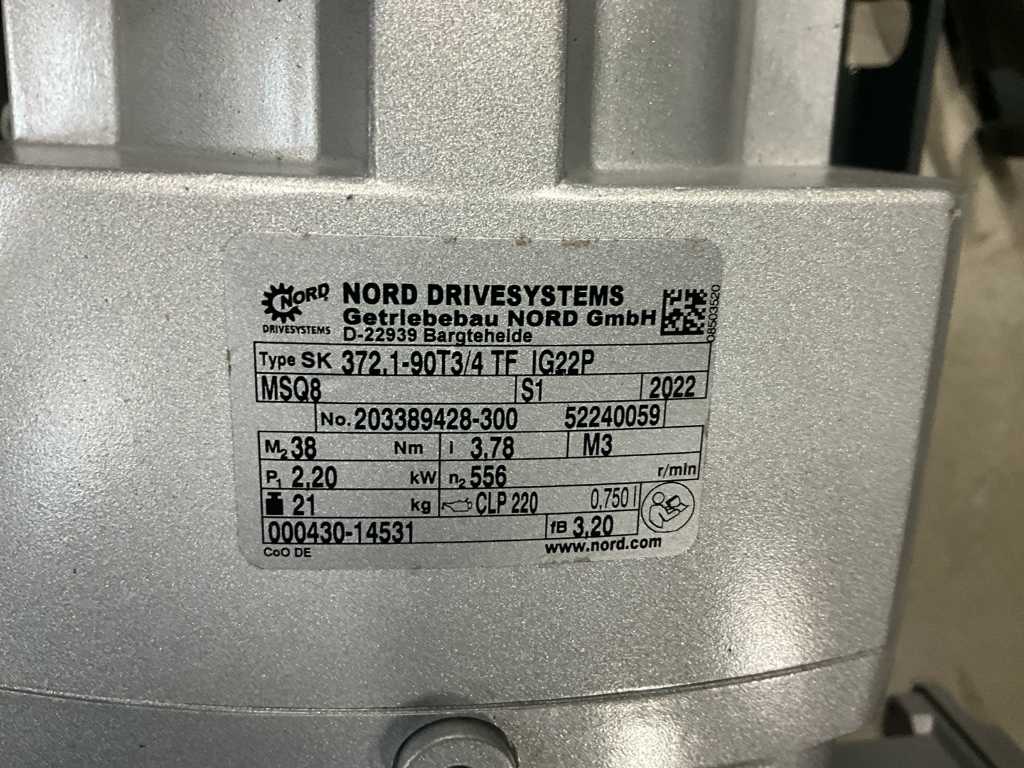 NORD
DRIVESYSTEMS
NORD DRIVESYSTEMS
Getriebebau NORD GmbH
D-22939 Bargteheide
08503520
Type SK 372.1-90T3/4 TF IG22P
MSQ8 S1 2022
No. 203389428-300 52240059
M2 38 Nm i 3,78 M3
P1 2,20 kW n2 556 r/min
21 kg CLP 220 0,750 l
000430-14531 fB 3,20
CoO DE www.nord.com